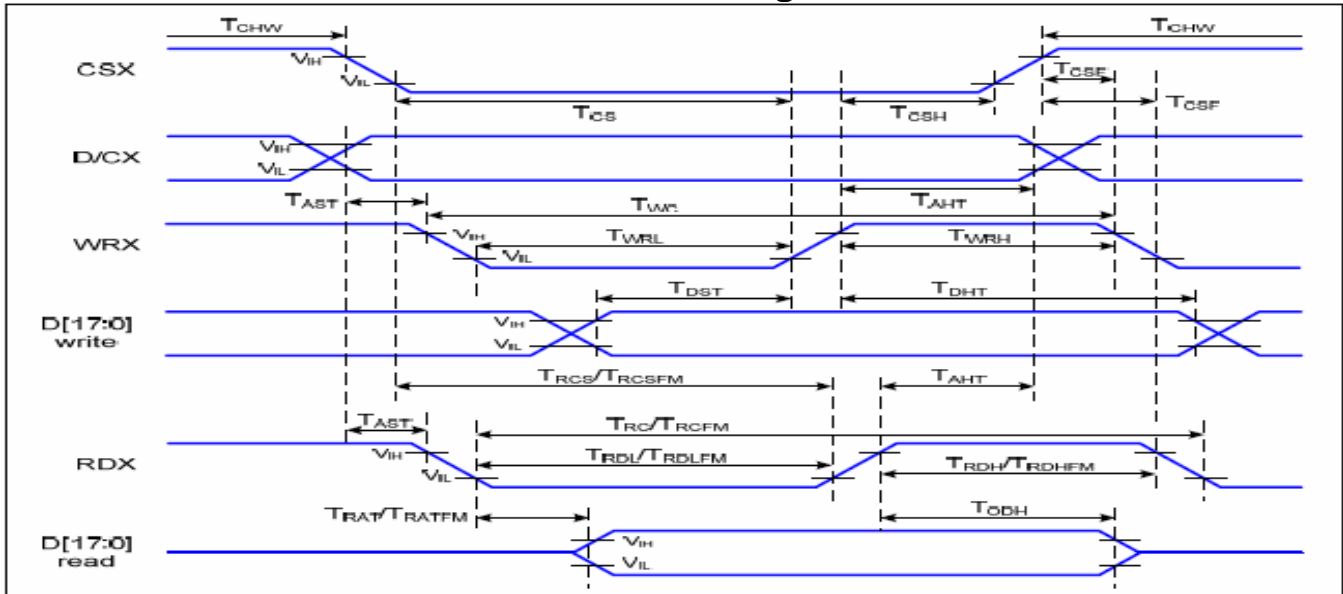 TCHW TCHW
CSX VIH
VIL
TCSF
TCS TCSH TCSF
D/CX VIH
VIL
TAST TWC TAHT
WRX VIH TWRL TWRH
VIL
TDST TDHT
D[17:0] VIH
write VIL
TRCS/TRCSFM TAHT
TAST TRC/TRCFM
RDX VIH TRDL/TRDLFM TRDH/TRDHFM
VIL
TRAT/TRATFM TODH
D[17:0] VIH
read VIL